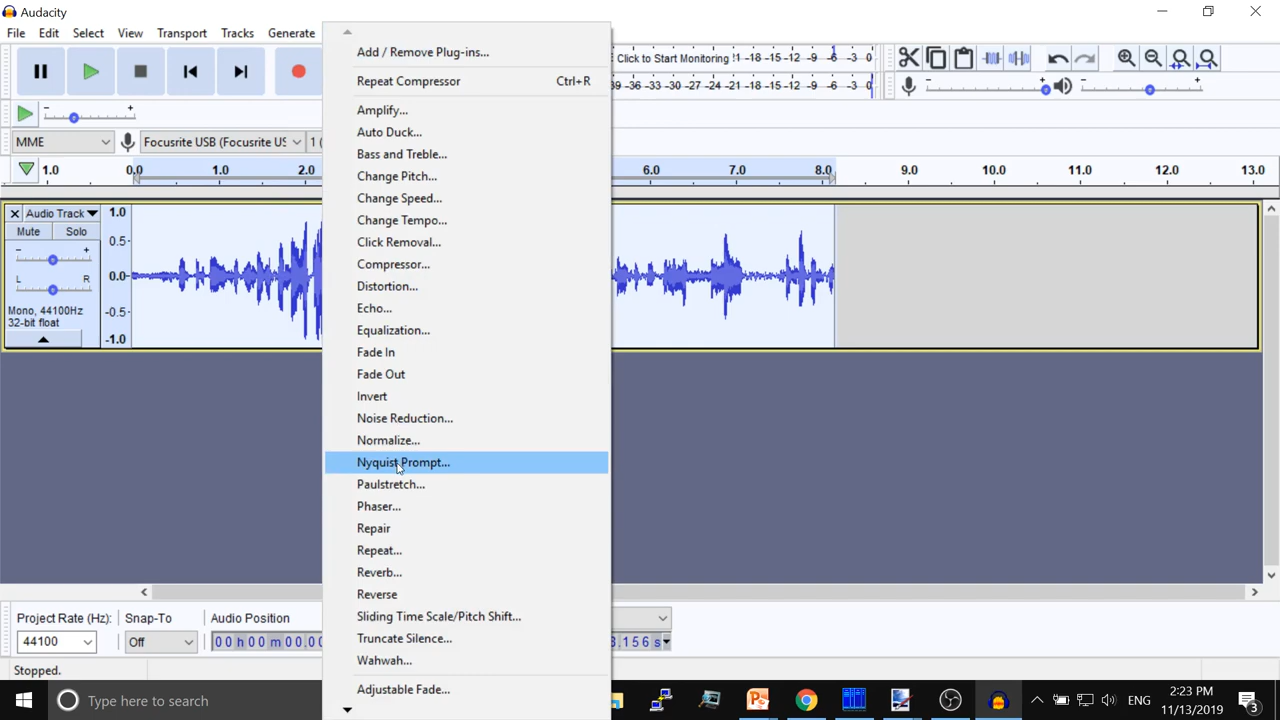 Audacity
File Edit Select View Transport Tracks Generate
Add / Remove Plug-ins...
Repeat Compressor Ctrl+R
Amplify...
Auto Duck...
Bass and Treble...
Change Pitch...
Change Speed...
Change Tempo...
Click Removal...
Compressor...
Distortion...
Echo...
Equalization...
Fade In
Fade Out
Invert
Noise Reduction...
Normalize...
Nyquist Prompt...
Paulstretch...
Phaser...
Repair
Repeat...
Reverb...
Reverse
Sliding Time Scale/Pitch Shift...
Truncate Silence...
Wahwah...
Adjustable Fade...
Click to Start Monitoring !1 -18 -15 -12 -9 -6 -3 0
-36 -33 -30 -27 -24 -21 -18 -15 -12 -9 -6 -3 0
MME Focusrite USB (Focusrite US 1 (
1.0 0.0 1.0 2.0 6.0 7.0 8.0 9.0 10.0 11.0 12.0 13.0
Audio Track
Mute Solo
L R
Mono, 44100Hz
32-bit float
1.0
0.5-
0.0-
-0.5-
-1.0
Project Rate (Hz): Snap-To Audio Position
44100 Off 00 h 00 m 00.00 8.156 s
Stopped.
Type here to search
ENG
2:23 PM
11/13/2019
3